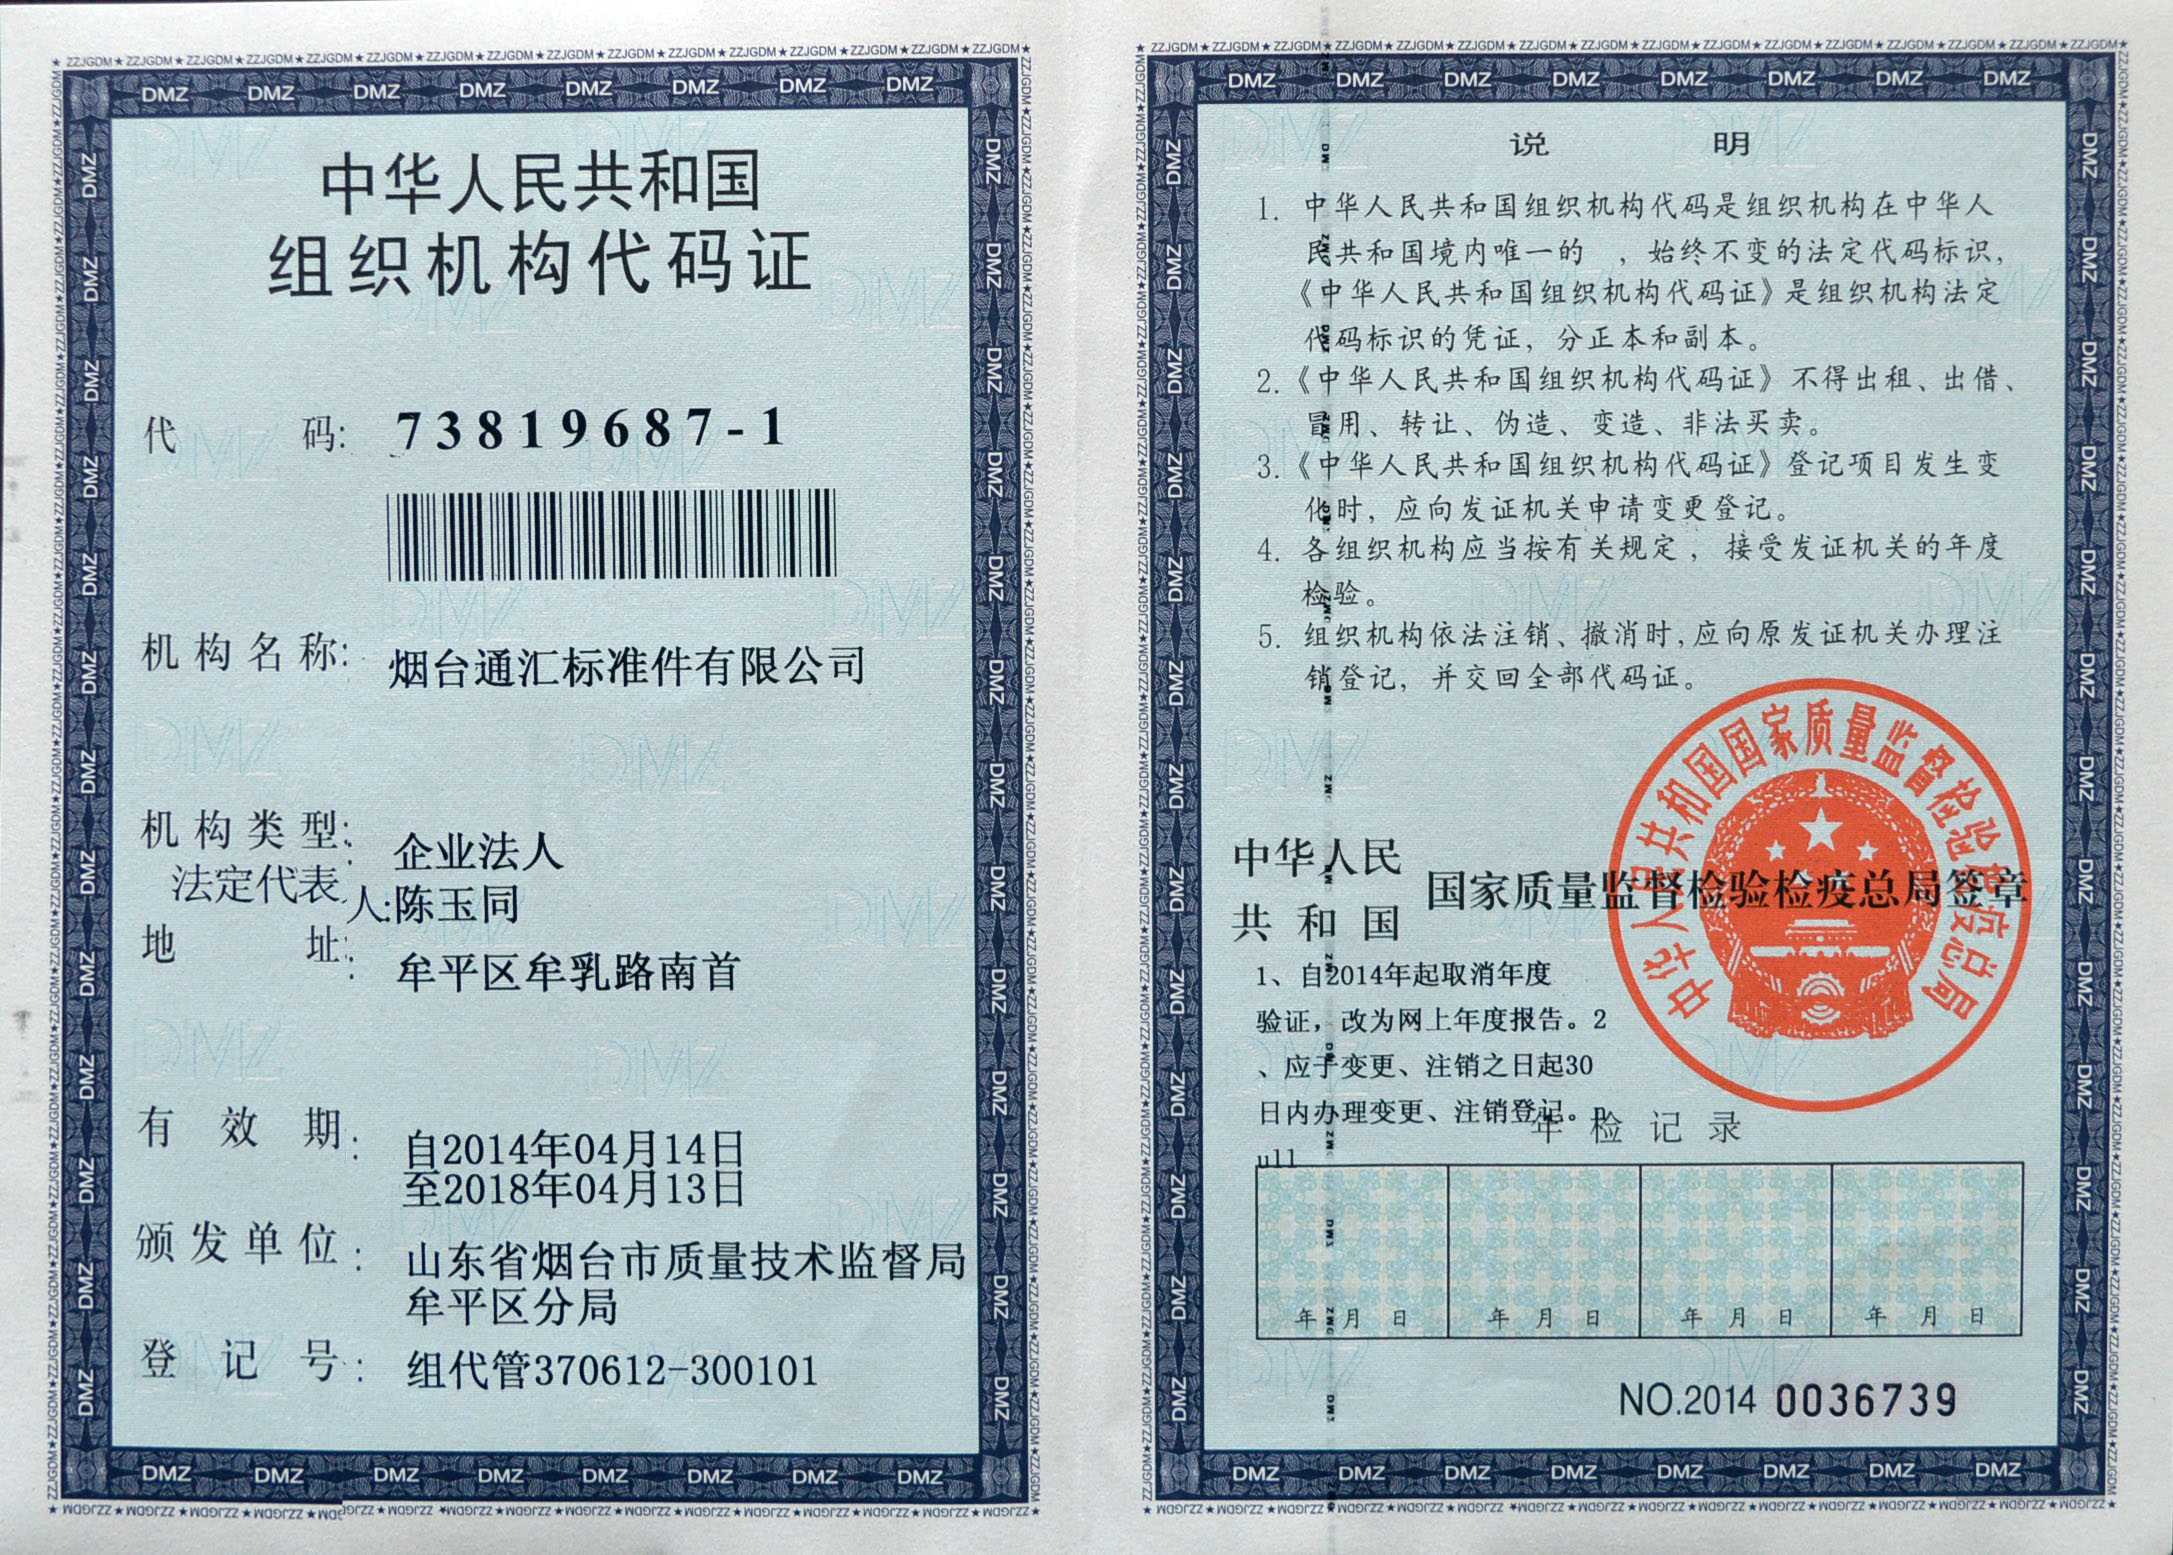 中华人民共和国
组织机构代码证
代 码: 73819687-1
机构名称: 烟台通汇标准件有限公司
机构类型: 企业法人
法定代表人:陈玉同
地 址: 牟平区牟乳路南首
有 效 期: 自2014年04月14日
至2018年04月13日
颁发单位: 山东省烟台市质量技术监督局
牟平区分局
登 记 号: 组代管370612-300101
说 明
1. 中华人民共和国组织机构代码是组织机构在中华人
民共和国境内唯一的 ，始终不变的法定代码标识，
《中华人民共和国组织机构代码证》是组织机构法定
代码标识的凭证，分正本和副本。
2.《中华人民共和国组织机构代码证》不得出租、出借、
冒用、转让、伪造、变造、非法买卖。
3.《中华人民共和国组织机构代码证》登记项目发生变
化时，应向发证机关申请变更登记。
4. 各组织机构应当按有关规定，接受发证机关的年度
检验。
5. 组织机构依法注销、撤消时,应向原发证机关办理注
销登记，并交回全部代码证。
中华人民共和国国家质量监督检验检疫总局
中华人民
共和国 国家质量监督检验检疫总局签章
1、自2014年起取消年度
验证，改为网上年度报告。2
、应于变更、注销之日起30
日内办理变更、注销登记。n
ull
年检记录
年 月 日 年 月 日 年 月 日 年 月 日
NO.2014 0036739